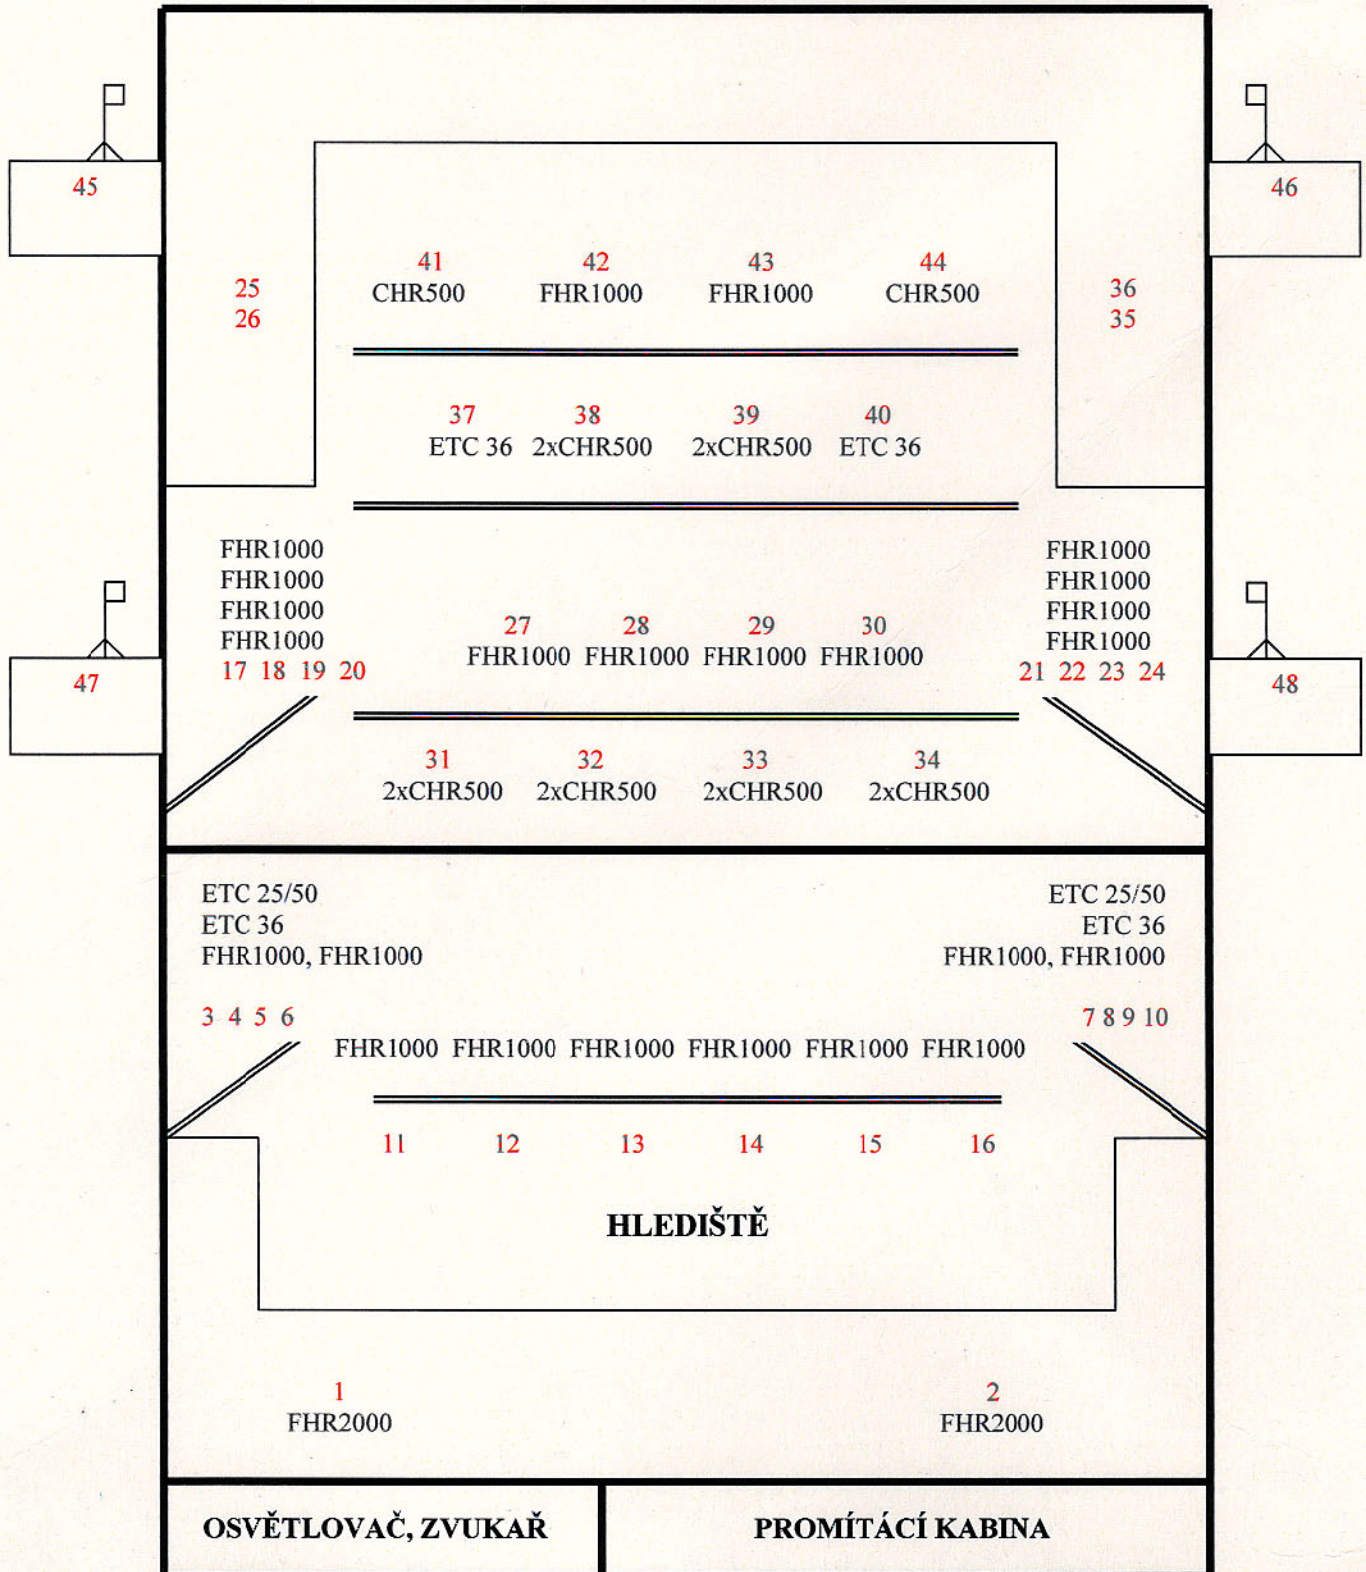 45
46
41 42 43 44
CHR500 FHR1000 FHR1000 CHR500
25
26
36
35
37 38 39 40
ETC 36 2xCHR500 2xCHR500 ETC 36
FHR1000
FHR1000
FHR1000
FHR1000
17 18 19 20
27 28 29 30
FHR1000 FHR1000 FHR1000 FHR1000
FHR1000
FHR1000
FHR1000
FHR1000
21 22 23 24
47
48
31 32 33 34
2xCHR500 2xCHR500 2xCHR500 2xCHR500
ETC 25/50
ETC 36
FHR1000, FHR1000
ETC 25/50
ETC 36
FHR1000, FHR1000
3 4 5 6
7 8 9 10
FHR1000 FHR1000 FHR1000 FHR1000 FHR1000 FHR1000
11 12 13 14 15 16
HLEDIŠTĚ
1
FHR2000
2
FHR2000
OSVĚTLOVAČ, ZVUKAŘ
PROMÍTÁCÍ KABINA